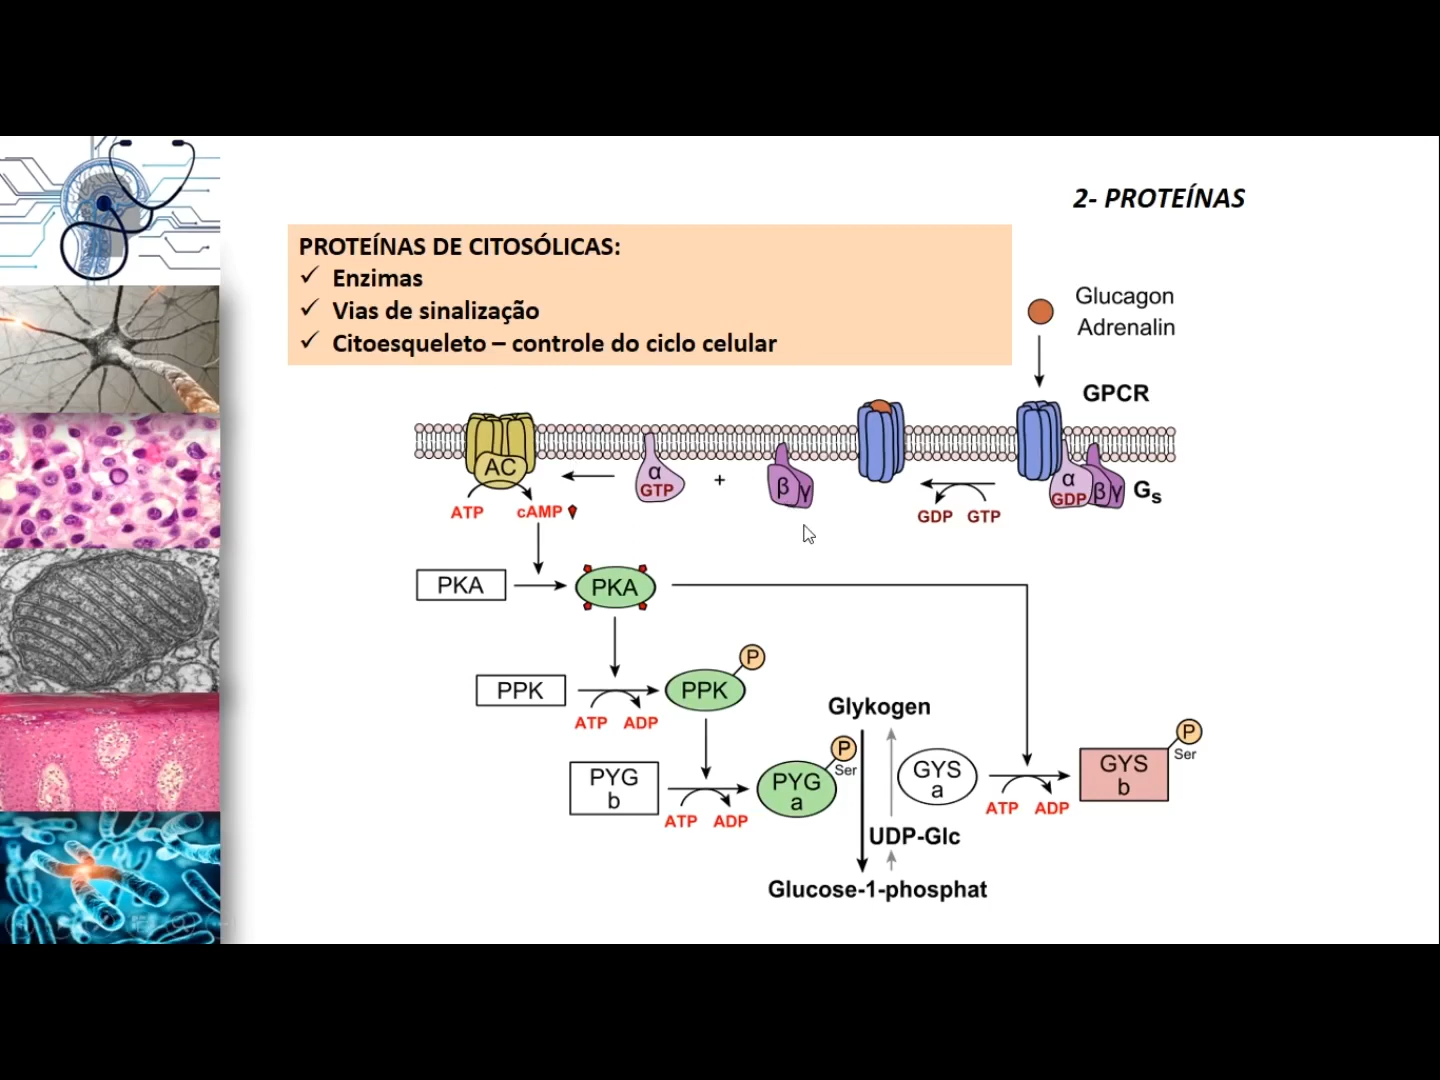 2- PROTEÍNAS
PROTEÍNAS DE CITOSÓLICAS:
✓ Enzimas
✓ Vias de sinalização
✓ Citoesqueleto – controle do ciclo celular
Glucagon
Adrenalin
GPCR
AC
α
GTP
+
β γ
α
GDP
β γ
Gs
ATP
cAMP
GDP GTP
PKA
PKA
PPK
ATP ADP
PPK
P
Glykogen
PYG
b
ATP ADP
PYG
a
P
Ser
GYS
a
ATP ADP
GYS
b
P
Ser
UDP-Glc
Glucose-1-phosphat